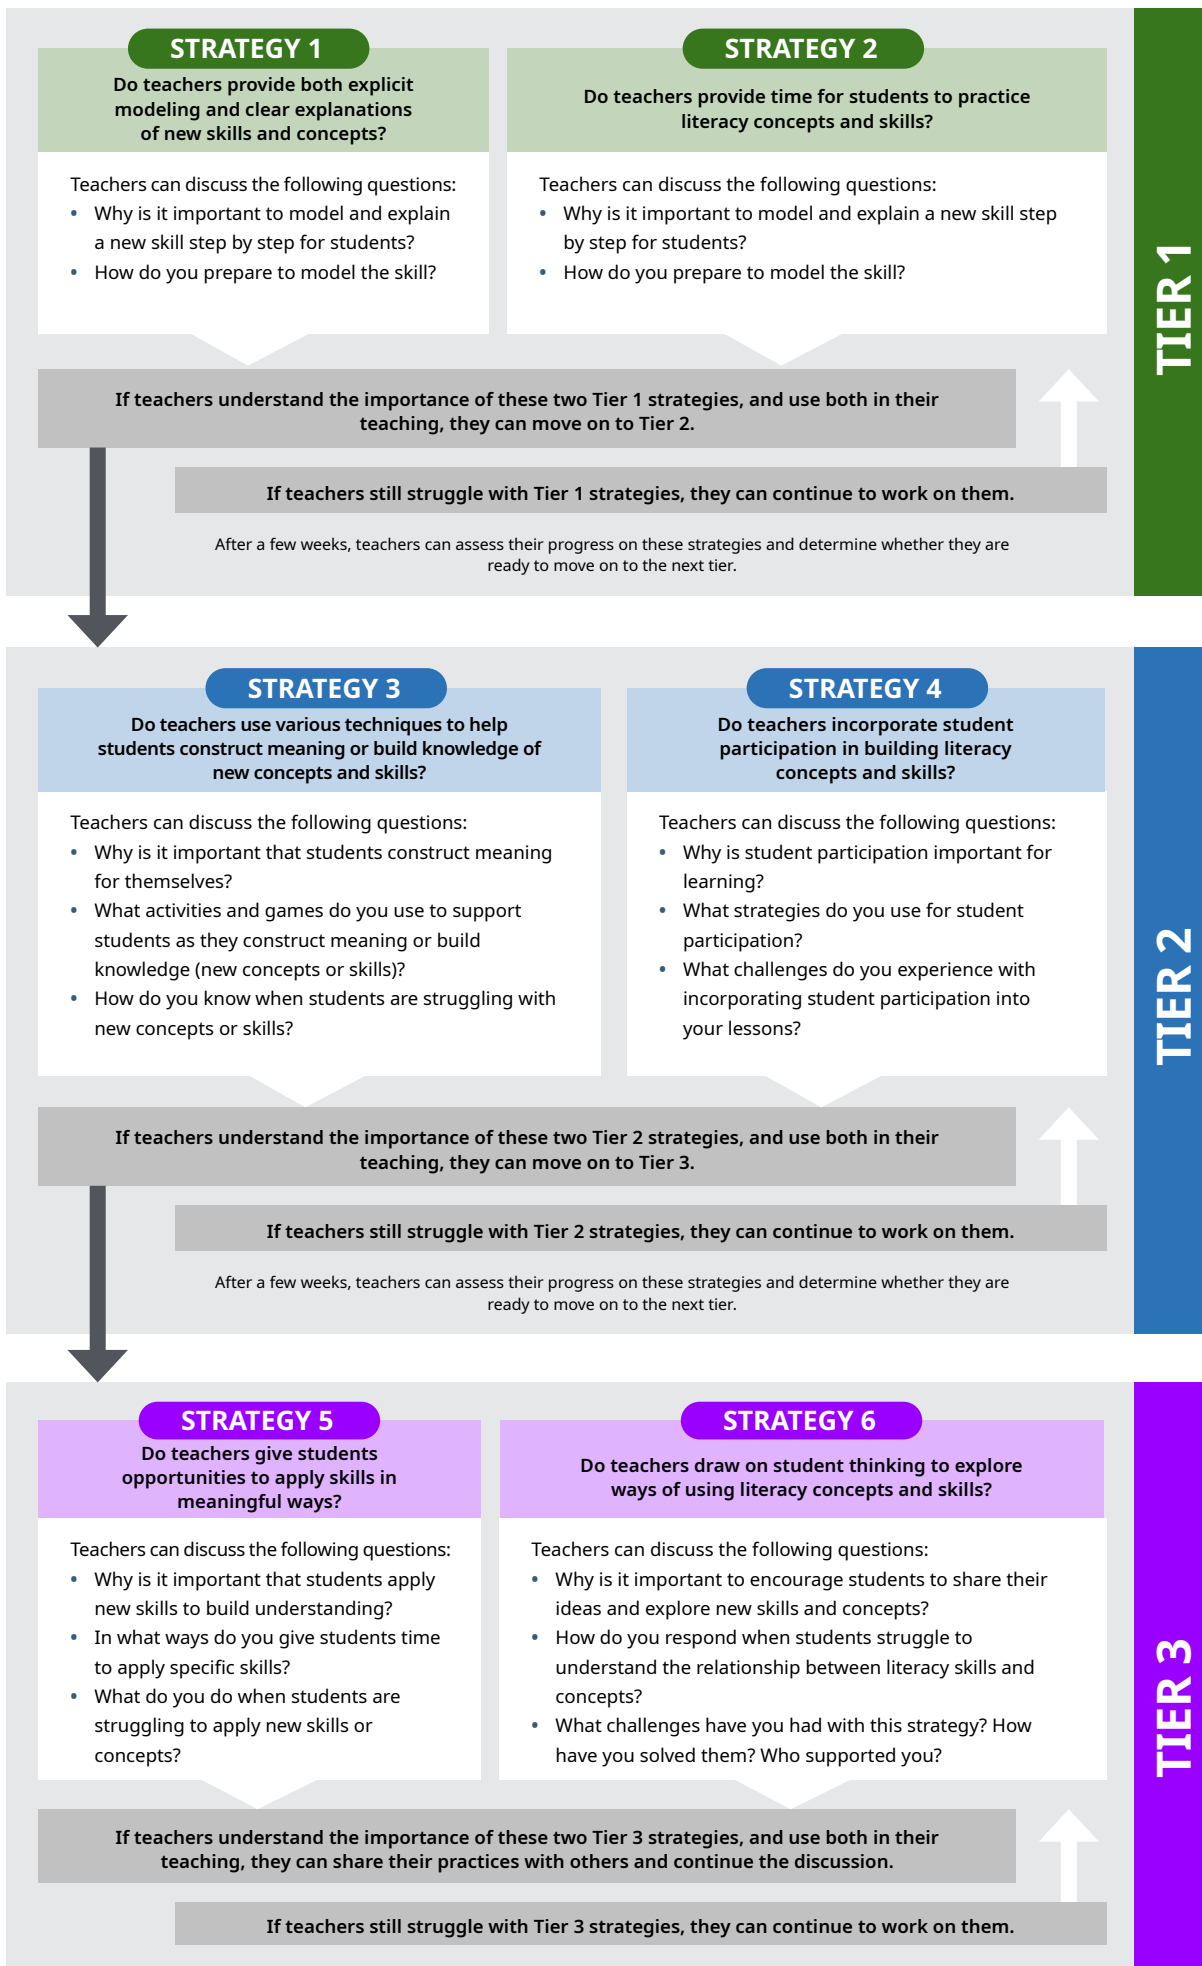 STRATEGY 1
Do teachers provide both explicit
modeling and clear explanations
of new skills and concepts?
Teachers can discuss the following questions:
• Why is it important to model and explain
a new skill step by step for students?
• How do you prepare to model the skill?
STRATEGY 2
Do teachers provide time for students to practice
literacy concepts and skills?
Teachers can discuss the following questions:
• Why is it important to model and explain a new skill step
by step for students?
• How do you prepare to model the skill?
If teachers understand the importance of these two Tier 1 strategies, and use both in their
teaching, they can move on to Tier 2.
If teachers still struggle with Tier 1 strategies, they can continue to work on them.
After a few weeks, teachers can assess their progress on these strategies and determine whether they are
ready to move on to the next tier.
TIER 1
STRATEGY 3
Do teachers use various techniques to help
students construct meaning or build knowledge of
new concepts and skills?
Teachers can discuss the following questions:
• Why is it important that students construct meaning
for themselves?
• What activities and games do you use to support
students as they construct meaning or build
knowledge (new concepts or skills)?
• How do you know when students are struggling with
new concepts or skills?
STRATEGY 4
Do teachers incorporate student
participation in building literacy
concepts and skills?
Teachers can discuss the following questions:
• Why is student participation important for
learning?
• What strategies do you use for student
participation?
• What challenges do you experience with
incorporating student participation into
your lessons?
If teachers understand the importance of these two Tier 2 strategies, and use both in their
teaching, they can move on to Tier 3.
If teachers still struggle with Tier 2 strategies, they can continue to work on them.
After a few weeks, teachers can assess their progress on these strategies and determine whether they are
ready to move on to the next tier.
TIER 2
STRATEGY 5
Do teachers give students
opportunities to apply skills in
meaningful ways?
Teachers can discuss the following questions:
• Why is it important that students apply
new skills to build understanding?
• In what ways do you give students time
to apply specific skills?
• What do you do when students are
struggling to apply new skills or
concepts?
STRATEGY 6
Do teachers draw on student thinking to explore
ways of using literacy concepts and skills?
Teachers can discuss the following questions:
• Why is it important to encourage students to share their
ideas and explore new skills and concepts?
• How do you respond when students struggle to
understand the relationship between literacy skills and
concepts?
• What challenges have you had with this strategy? How
have you solved them? Who supported you?
If teachers understand the importance of these two Tier 3 strategies, and use both in their
teaching, they can share their practices with others and continue the discussion.
If teachers still struggle with Tier 3 strategies, they can continue to work on them.
TIER 3